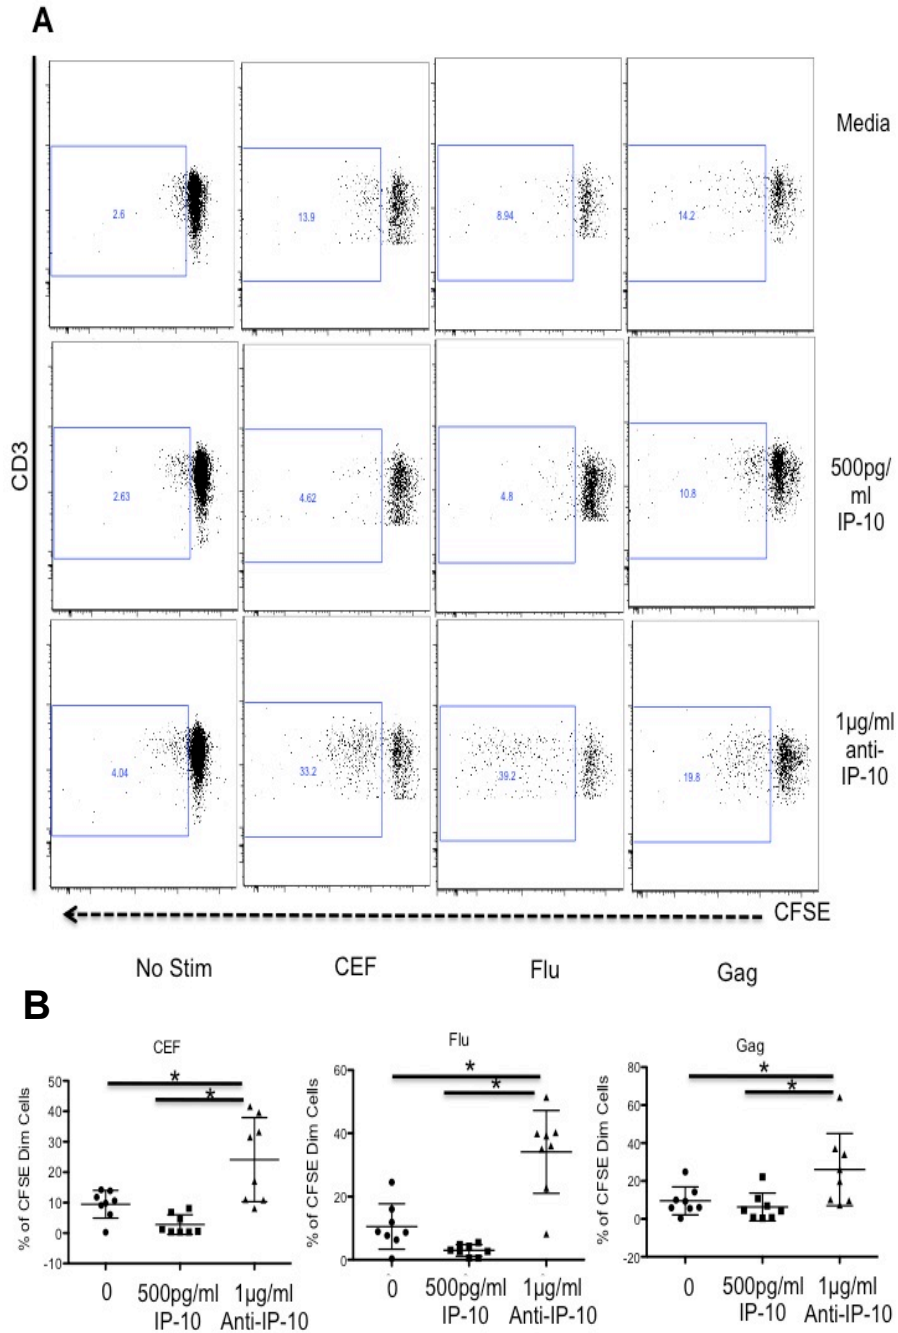 A
Media
2.6
13.9
8.94
14.2
CD3
500pg/
ml
IP-10
2.63
4.62
4.8
10.8
1µg/ml
anti-
IP-10
4.04
33.2
39.2
19.8
CFSE
No Stim
CEF
Flu
Gag
B
CEF
% of CFSE Dim Cells
50
40
30
20
10
0
-10
*
*
0
500pg/ml
IP-10
1µg/ml
Anti-IP-10
Flu
% of CFSE Dim Cells
60
40
20
0
*
*
0
500pg/ml
IP-10
1µg/ml
Anti-IP-10
Gag
% of CFSE Dim Cells
80
60
40
20
0
-20
*
*
0
500pg/ml
IP-10
1µg/ml
Anti-IP-10